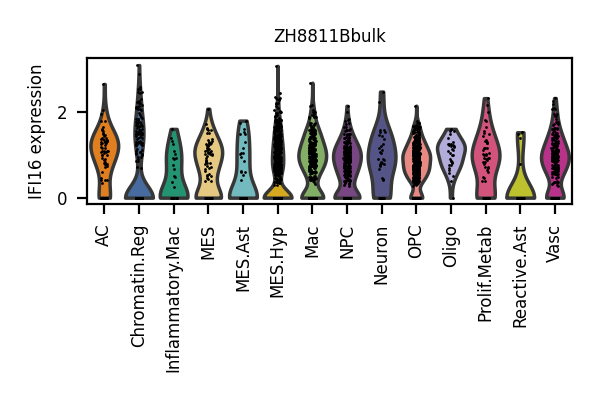 ZH8811Bbulk
IFI16 expression
2
0
AC
Chromatin.Reg
Inflammatory.Mac
MES
MES.Ast
MES.Hyp
Mac
NPC
Neuron
OPC
Oligo
Prolif.Metab
Reactive.Ast
Vasc